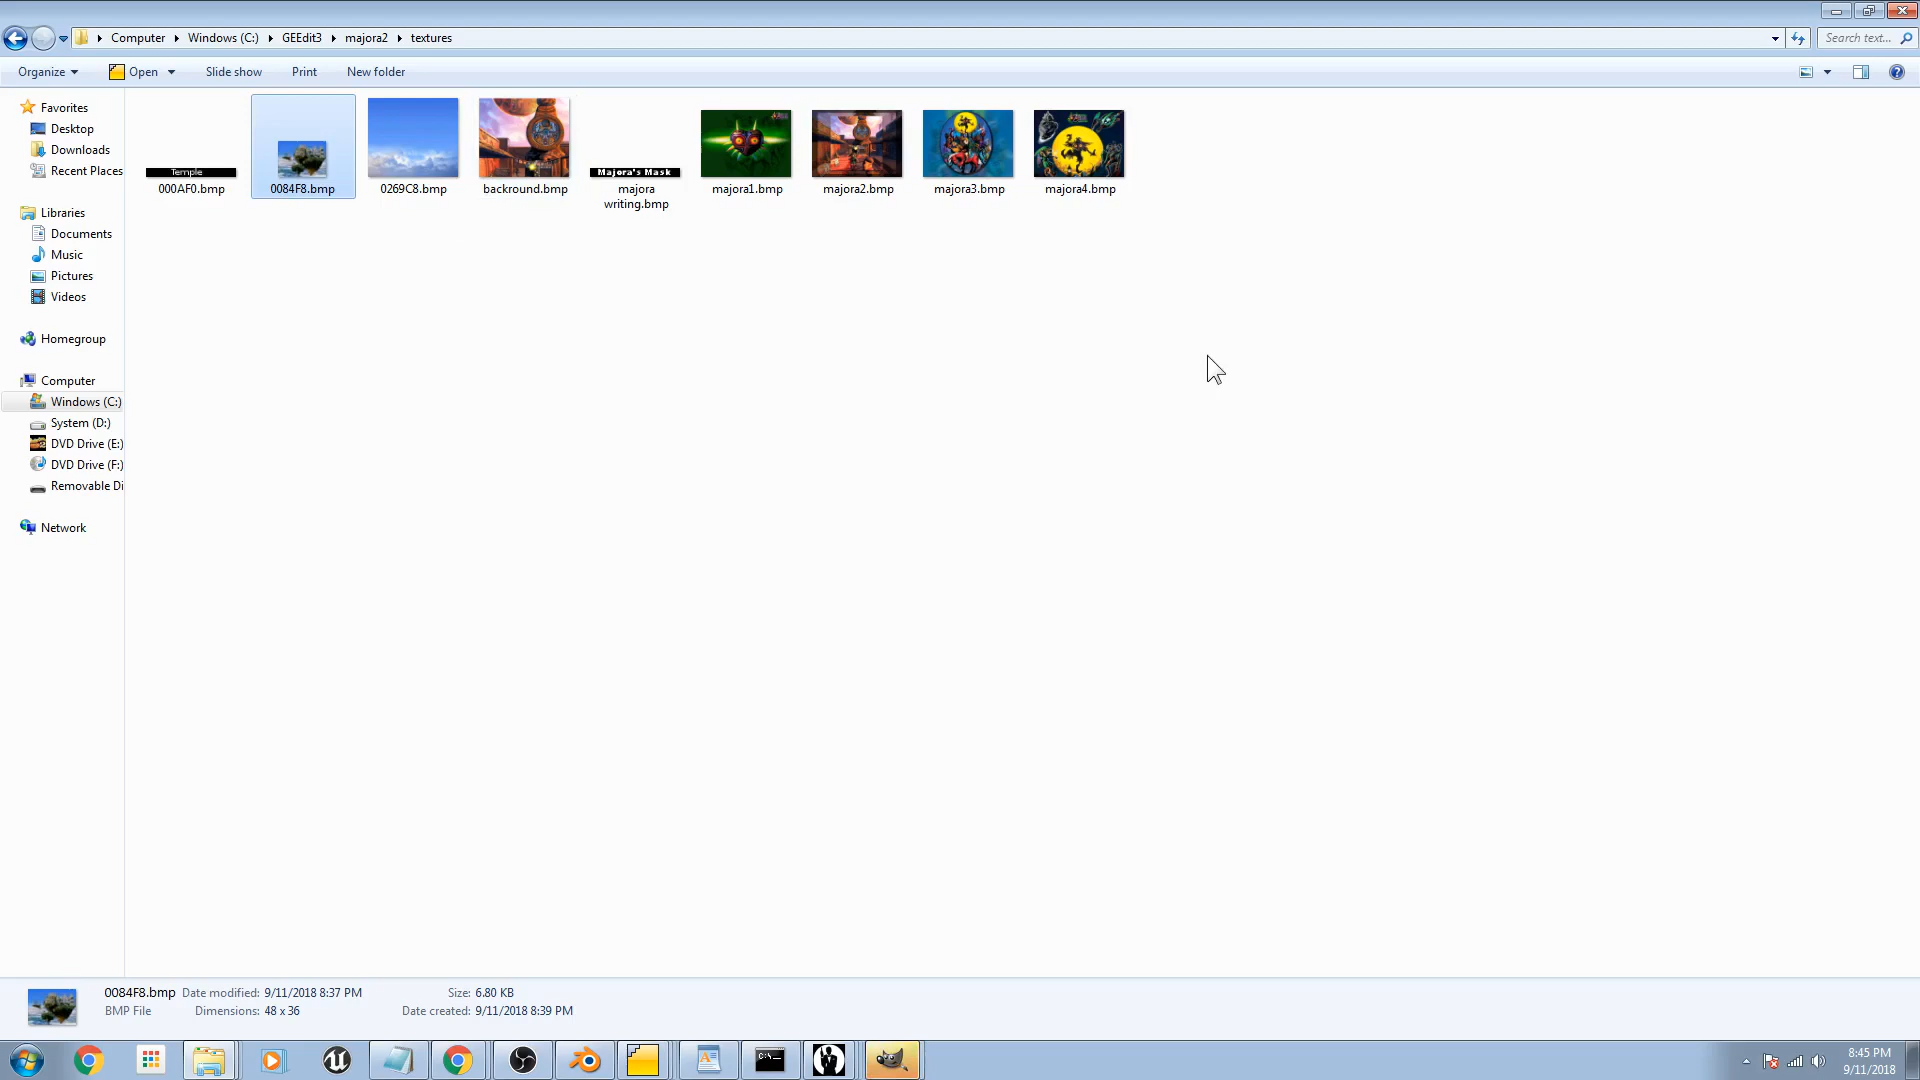 Computer Windows (C:) GEEdit3 majora2 textures
Search text...
Organize Open Slide show Print New folder
Favorites
Desktop
Downloads
Recent Places
Libraries
Documents
Music
Pictures
Videos
Homegroup
Computer
Windows (C:)
System (D:)
DVD Drive (E:)
DVD Drive (F:)
Removable Di
Network
Temple
000AF0.bmp
0084F8.bmp
0269C8.bmp
backround.bmp
Majora's Mask
majora
writing.bmp
majora1.bmp
majora2.bmp
majora3.bmp
majora4.bmp
0084F8.bmp Date modified: 9/11/2018 8:37 PM Size: 6.80 KB
BMP File Dimensions: 48 x 36 Date created: 9/11/2018 8:39 PM
C:\
8:45 PM
9/11/2018